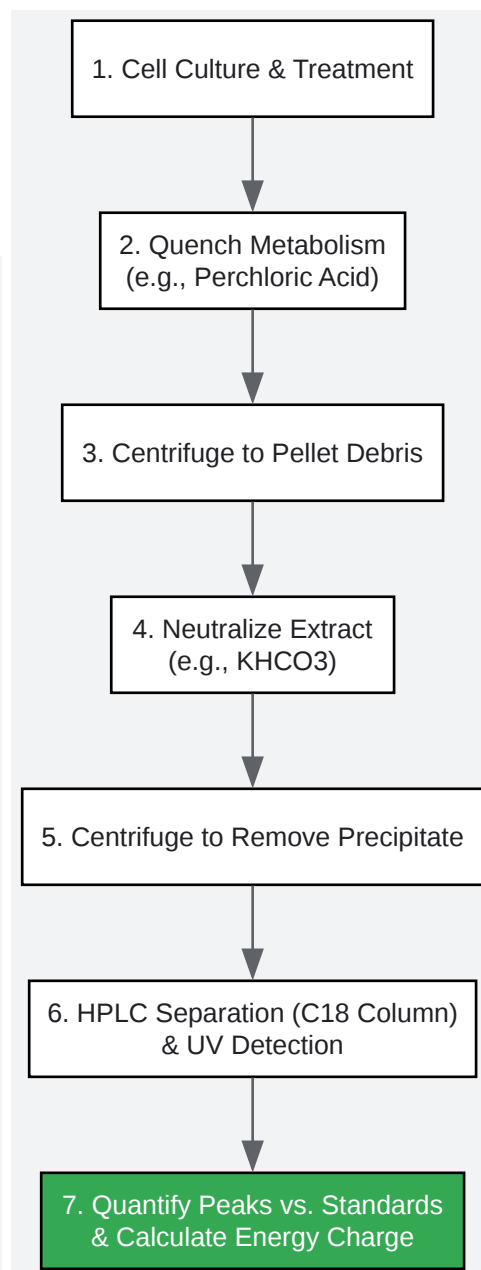 1. Cell Culture & Treatment
2. Quench Metabolism
(e.g., Perchloric Acid)
3. Centrifuge to Pellet Debris
4. Neutralize Extract
(e.g., KHCO3)
5. Centrifuge to Remove Precipitate
6. HPLC Separation (C18 Column)
& UV Detection
7. Quantify Peaks vs. Standards
& Calculate Energy Charge